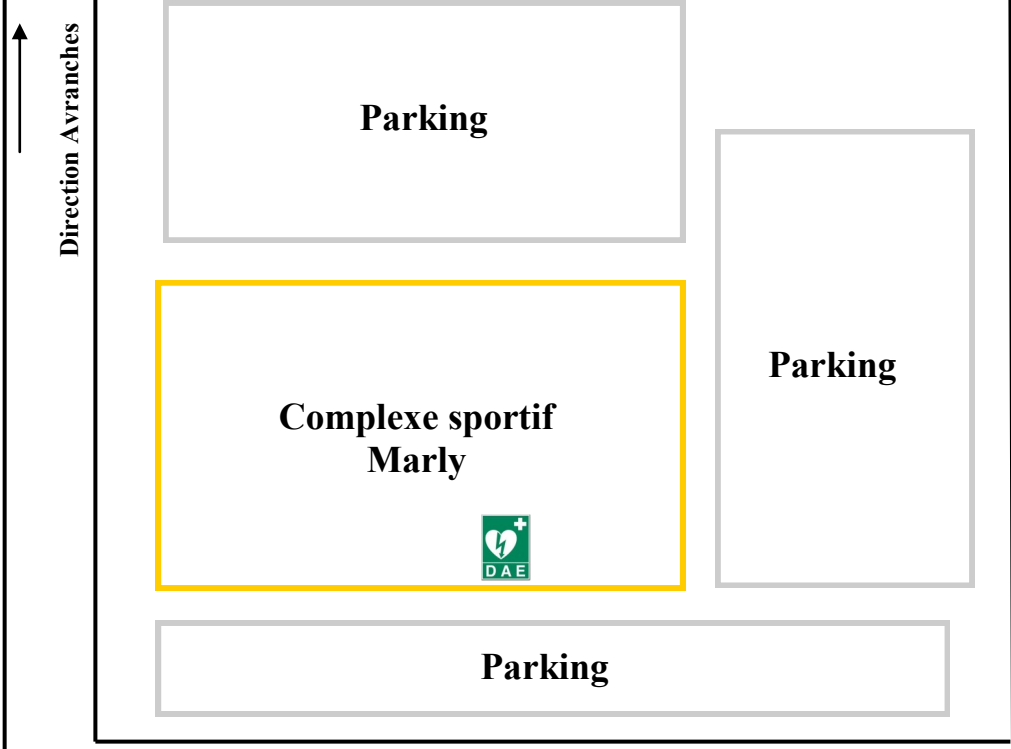 Direction Avranches
Parking
Parking
Complexe sportif
Marly
DAE
Parking